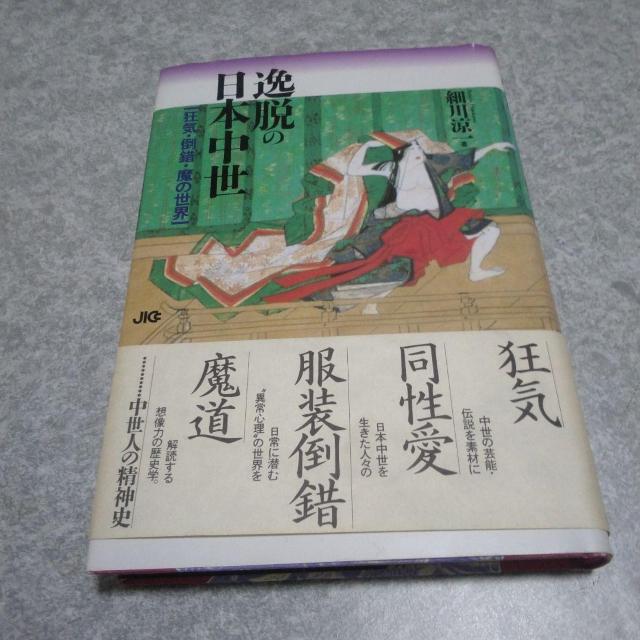 逸脱の
日本中世
[狂気・倒錯・魔の世界]
細川涼一 著
JICC
狂気
中世の芸能・
伝説を素材に
同性愛
日本中世を
生きた人々の
服装倒錯
日常に潜む
"異常心理"の世界を
魔道
解読する
想像力の歴史学。
…………中世人の精神史